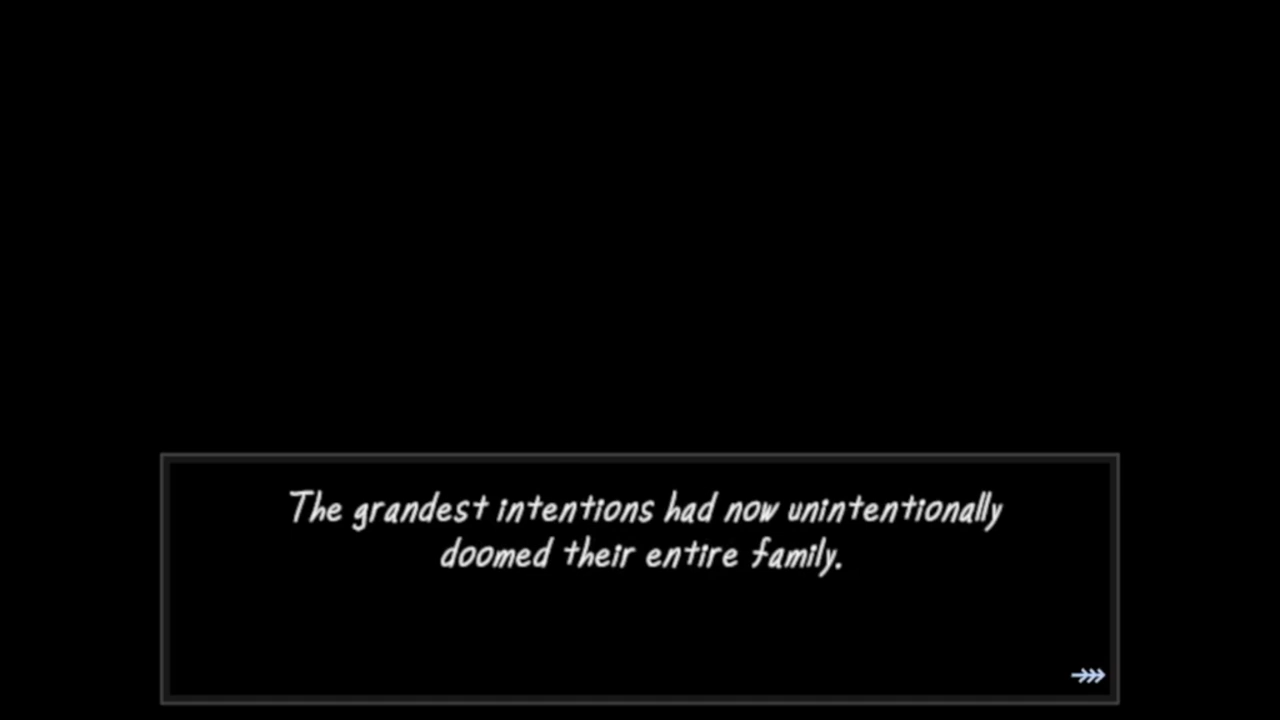 The grandest intentions had now unintentionally
doomed their entire family.